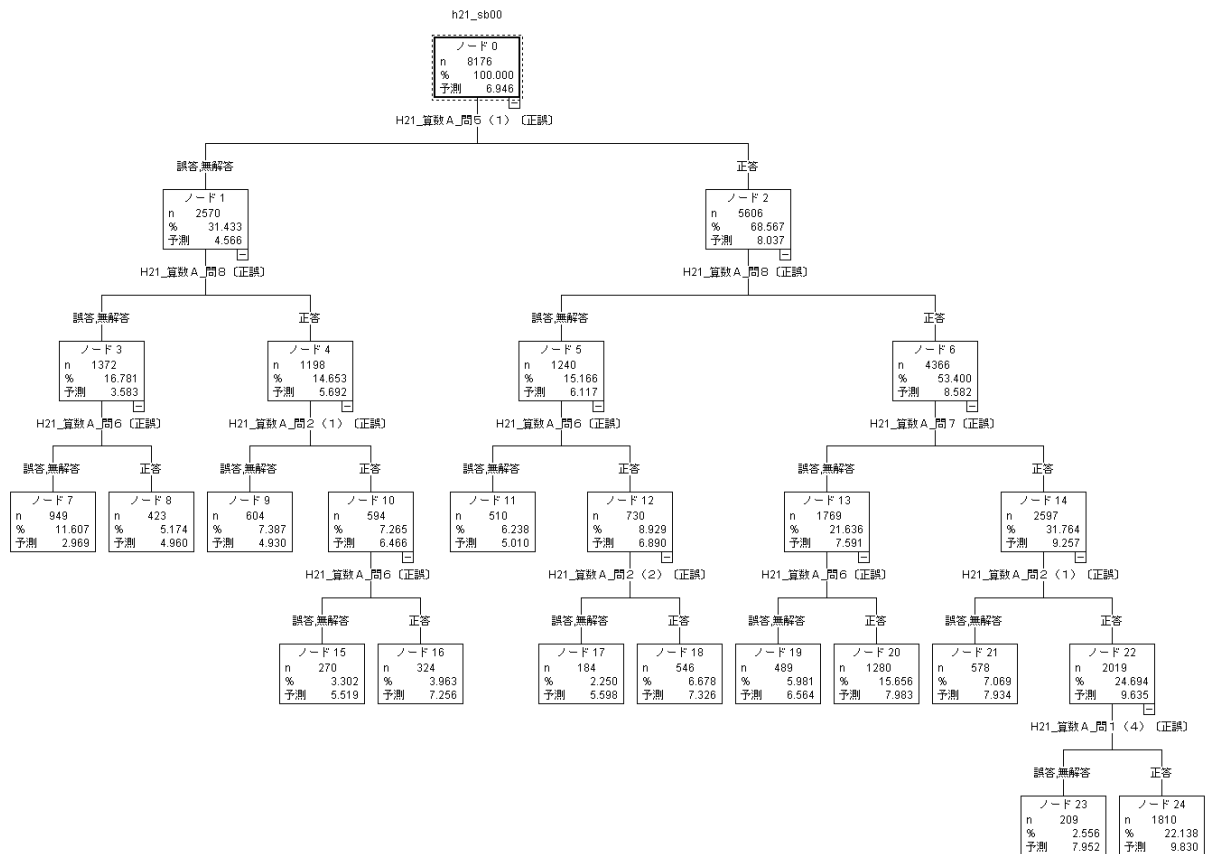 h21_sb00
ノード 0
n 8176
% 100.000
予測 6.946
H21_算数A_問5（1）〔正誤〕
誤答,無解答
正答
ノード 1
n 2570
% 31.433
予測 4.566
ノード 2
n 5606
% 68.567
予測 8.037
H21_算数A_問8〔正誤〕
H21_算数A_問8〔正誤〕
誤答,無解答
正答
誤答,無解答
正答
ノード 3
n 1372
% 16.781
予測 3.583
ノード 4
n 1198
% 14.653
予測 5.692
ノード 5
n 1240
% 15.166
予測 6.117
ノード 6
n 4366
% 53.400
予測 8.582
H21_算数A_問6〔正誤〕
H21_算数A_問2（1）〔正誤〕
H21_算数A_問6〔正誤〕
H21_算数A_問7〔正誤〕
誤答,無解答
正答
誤答,無解答
正答
誤答,無解答
正答
誤答,無解答
正答
ノード 7
n 949
% 11.607
予測 2.969
ノード 8
n 423
% 5.174
予測 4.960
ノード 9
n 604
% 7.387
予測 4.930
ノード 10
n 594
% 7.265
予測 6.466
ノード 11
n 510
% 6.238
予測 5.010
ノード 12
n 730
% 8.929
予測 6.890
ノード 13
n 1769
% 21.636
予測 7.591
ノード 14
n 2597
% 31.764
予測 9.257
H21_算数A_問6〔正誤〕
H21_算数A_問2（2）〔正誤〕
H21_算数A_問6〔正誤〕
H21_算数A_問2（1）〔正誤〕
誤答,無解答
正答
誤答,無解答
正答
誤答,無解答
正答
誤答,無解答
正答
ノード 15
n 270
% 3.302
予測 5.519
ノード 16
n 324
% 3.963
予測 7.256
ノード 17
n 184
% 2.250
予測 5.598
ノード 18
n 546
% 6.678
予測 7.326
ノード 19
n 489
% 5.981
予測 6.564
ノード 20
n 1280
% 15.656
予測 7.983
ノード 21
n 578
% 7.069
予測 7.934
ノード 22
n 2019
% 24.694
予測 9.635
H21_算数A_問1（4）〔正誤〕
誤答,無解答
正答
ノード 23
n 209
% 2.556
予測 7.952
ノード 24
n 1810
% 22.138
予測 9.830